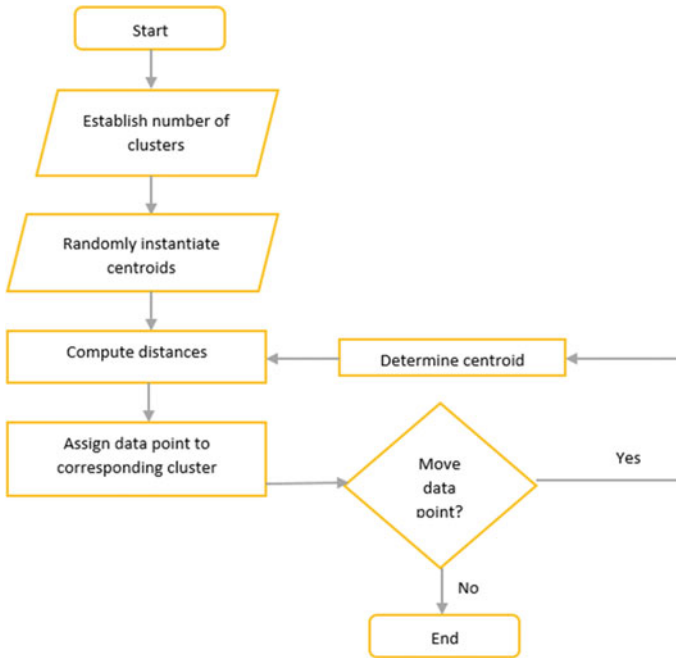 Start
Establish number of
clusters
Randomly instantiate
centroids
Compute distances
Determine centroid
Assign data point to
corresponding cluster
Move
data
point?
Yes
No
End